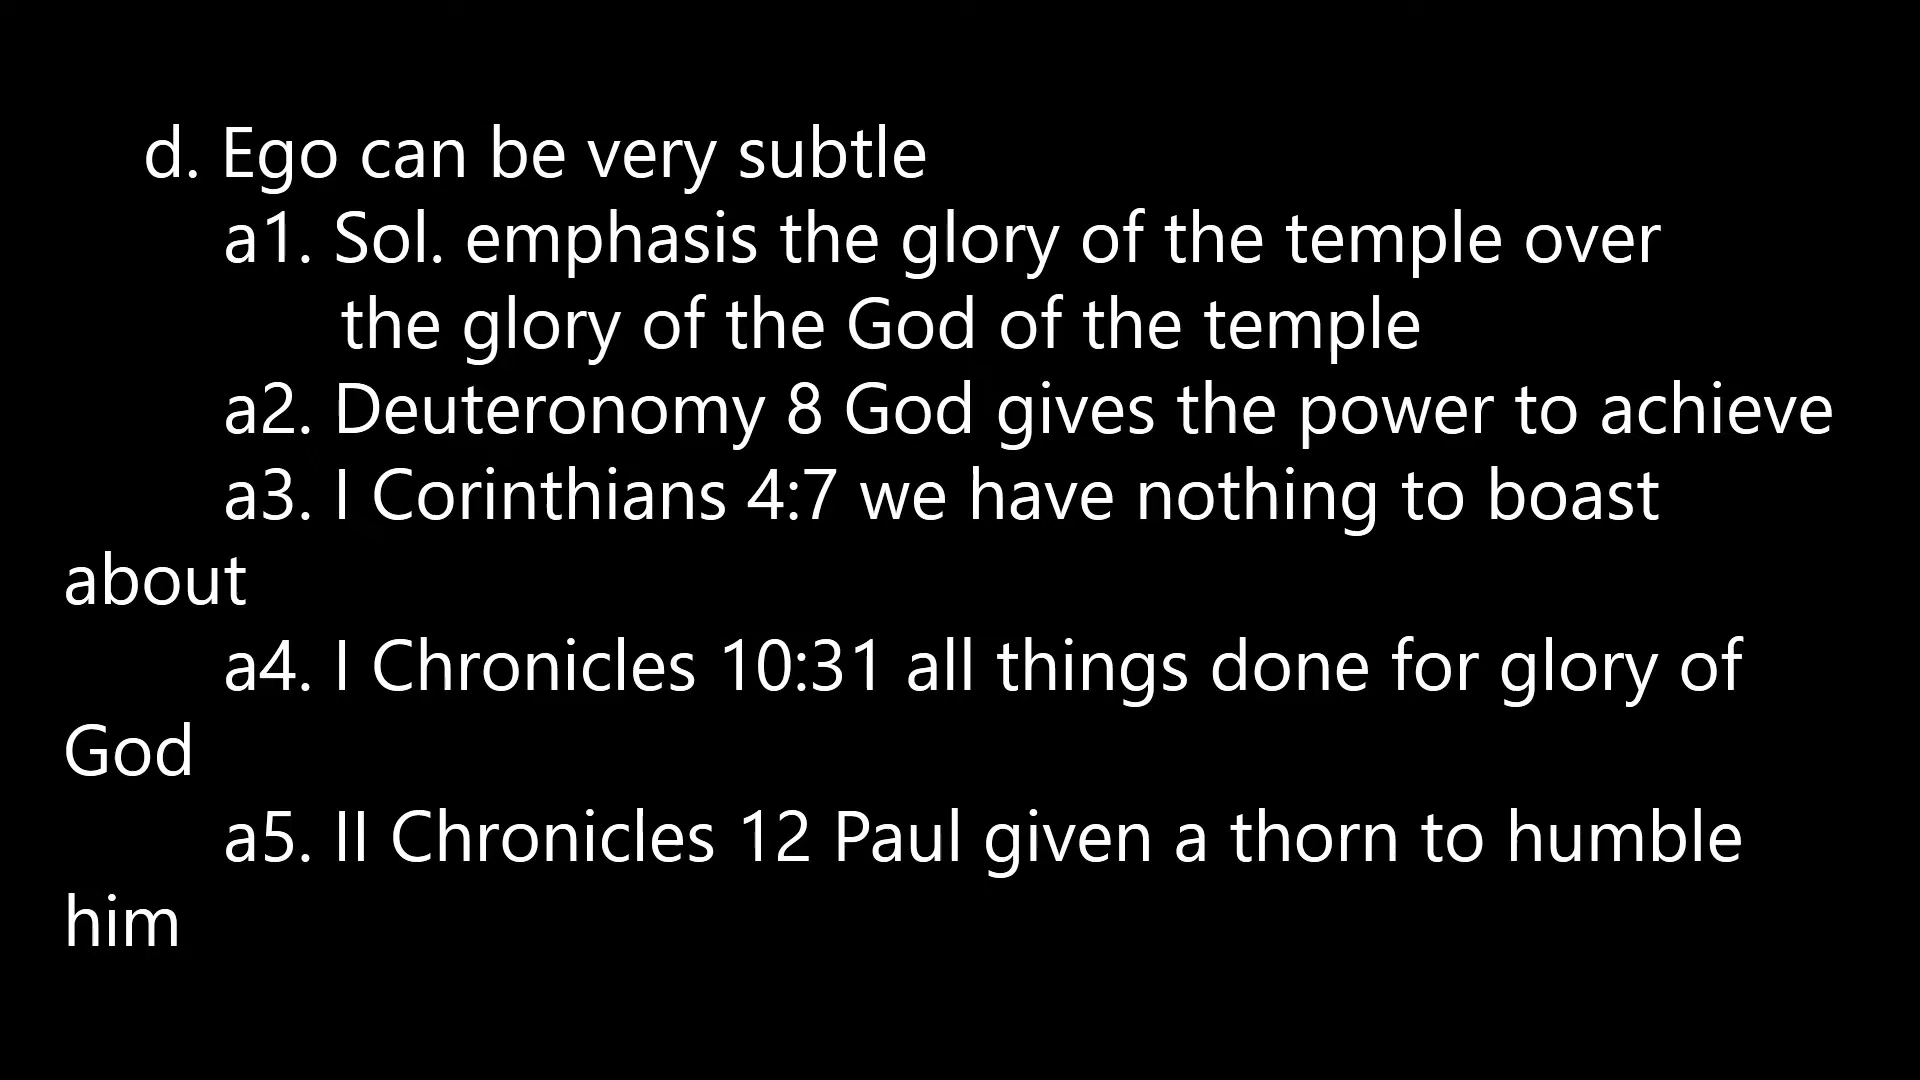 d. Ego can be very subtle
a1. Sol. emphasis the glory of the temple over
the glory of the God of the temple
a2. Deuteronomy 8 God gives the power to achieve
a3. I Corinthians 4:7 we have nothing to boast
about
a4. I Chronicles 10:31 all things done for glory of
God
a5. II Chronicles 12 Paul given a thorn to humble
him